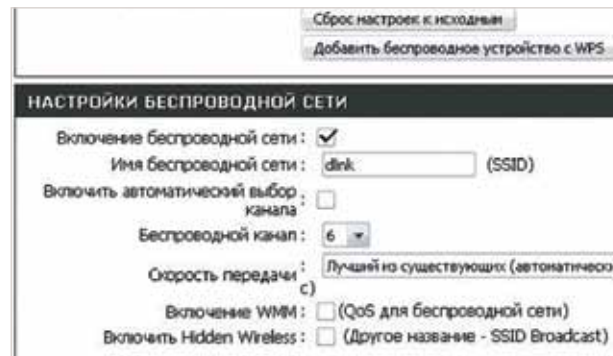 Сброс настроек к исходным
Добавить беспроводное устройство с WPS
НАСТРОЙКИ БЕСПРОВОДНОЙ СЕТИ
Включение беспроводной сети :
Имя беспроводной сети : dlink (SSID)
Включить автоматический выбор канала :
Беспроводной канал : 6
Скорость передачи : Лучший из существующих (автоматическо
с)
Включение WMM : (QoS для беспроводной сети)
Включить Hidden Wireless : (Другое название - SSID Broadcast)